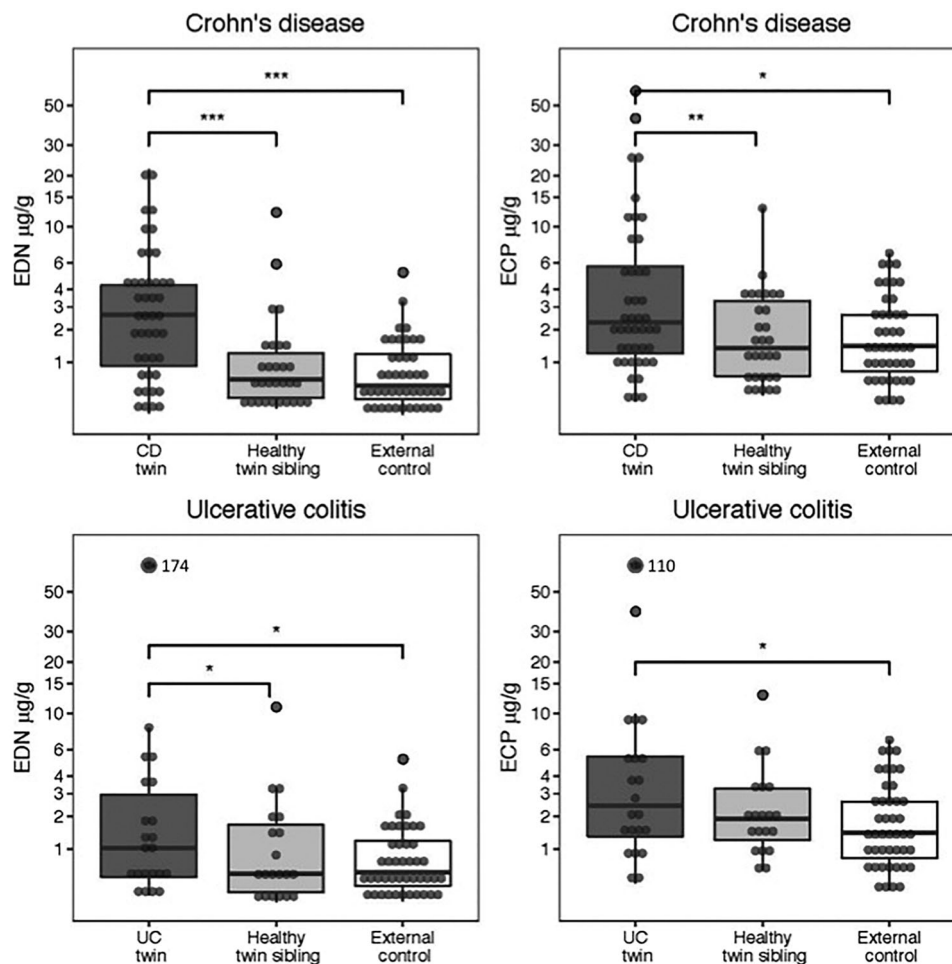 Crohn's disease
EDN μg/g
50
30
20
15
10
6
4
3
2
1
***
***
CD
twin
Healthy
twin sibling
External
control
Crohn's disease
ECP μg/g
50
30
20
15
10
6
4
3
2
1
*
**
CD
twin
Healthy
twin sibling
External
control
Ulcerative colitis
EDN μg/g
50
30
20
15
10
6
4
3
2
1
174
*
*
UC
twin
Healthy
twin sibling
External
control
Ulcerative colitis
ECP μg/g
50
30
20
15
10
6
4
3
2
1
110
*
UC
twin
Healthy
twin sibling
External
control